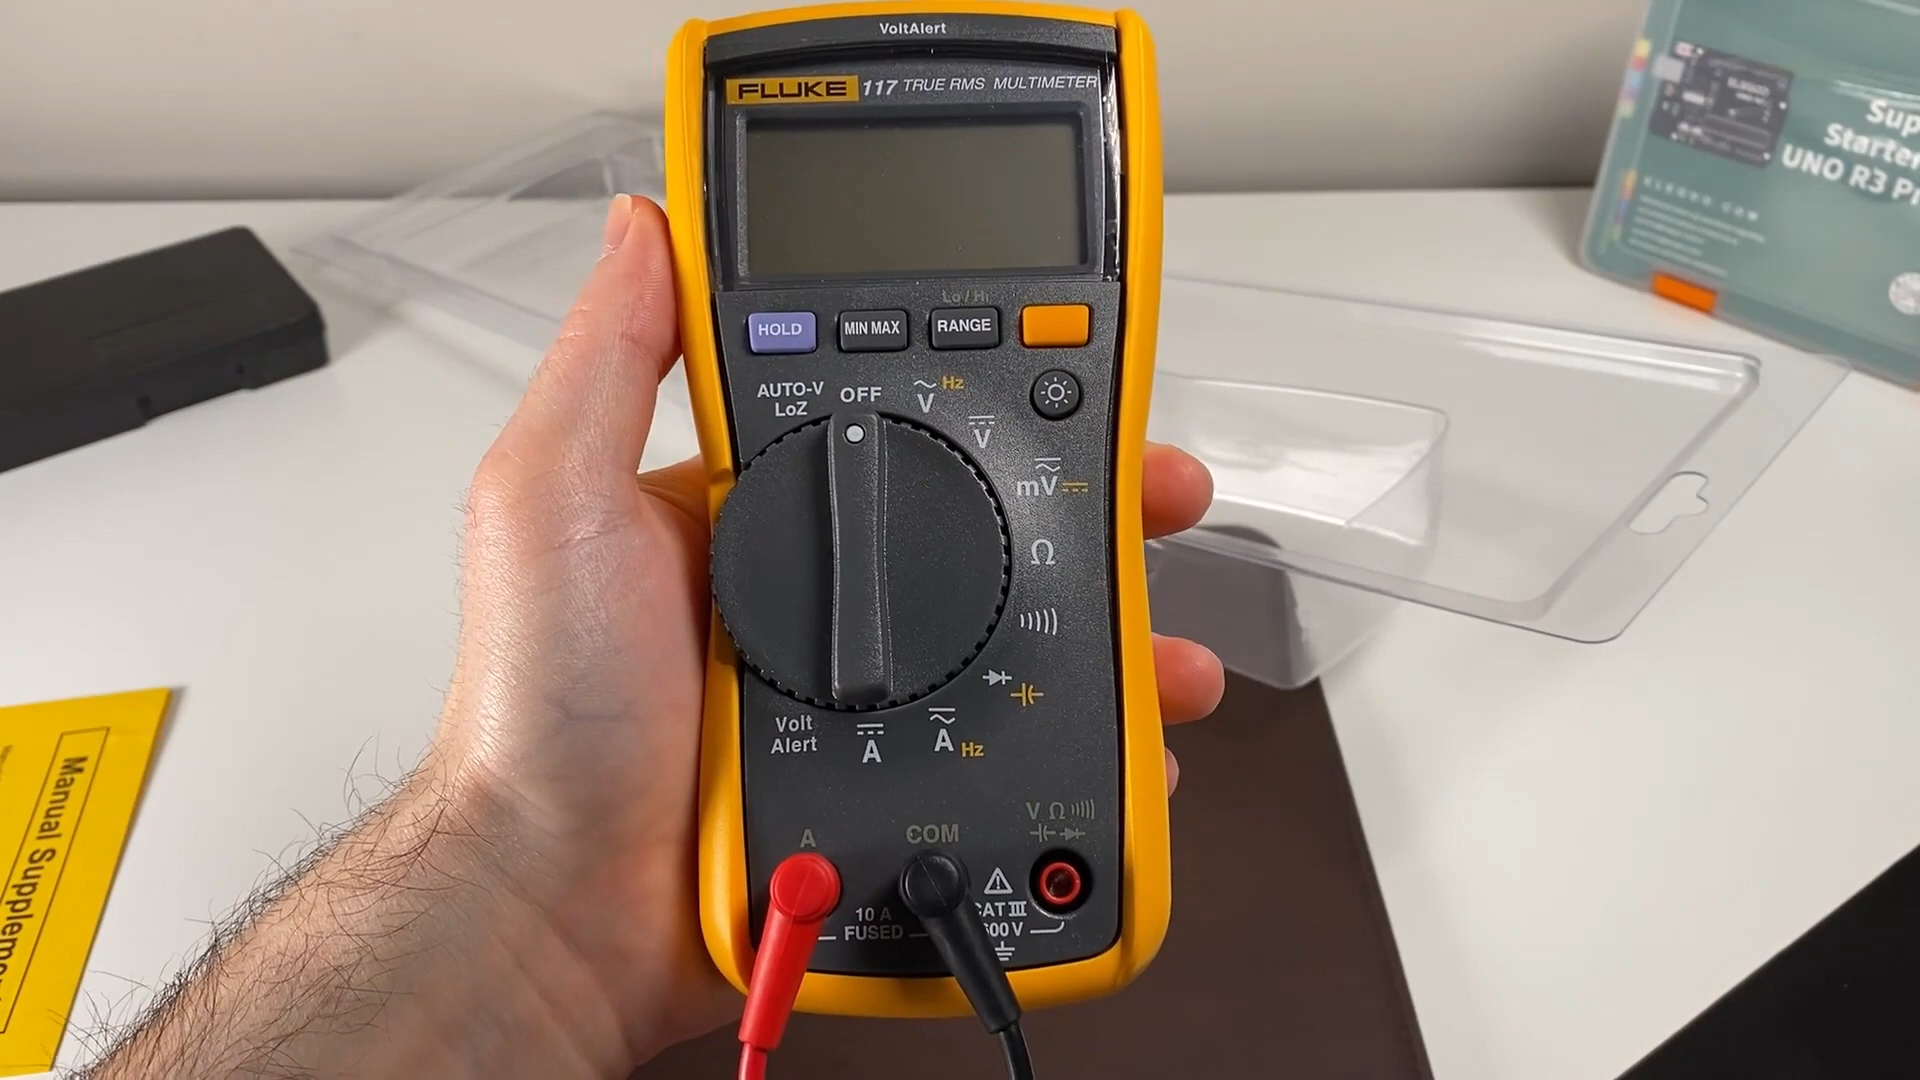 VoltAlert
FLUKE 117 TRUE RMS MULTIMETER
Lo / Hi
HOLD MIN MAX RANGE
AUTO-V
LoZ
OFF
V Hz
V
mV
Ω
Volt
Alert
A
A Hz
V Ω
A COM
10 A
FUSED
CAT III
600 V
Manual Supplement
Sup
Starter
UNO R3 P